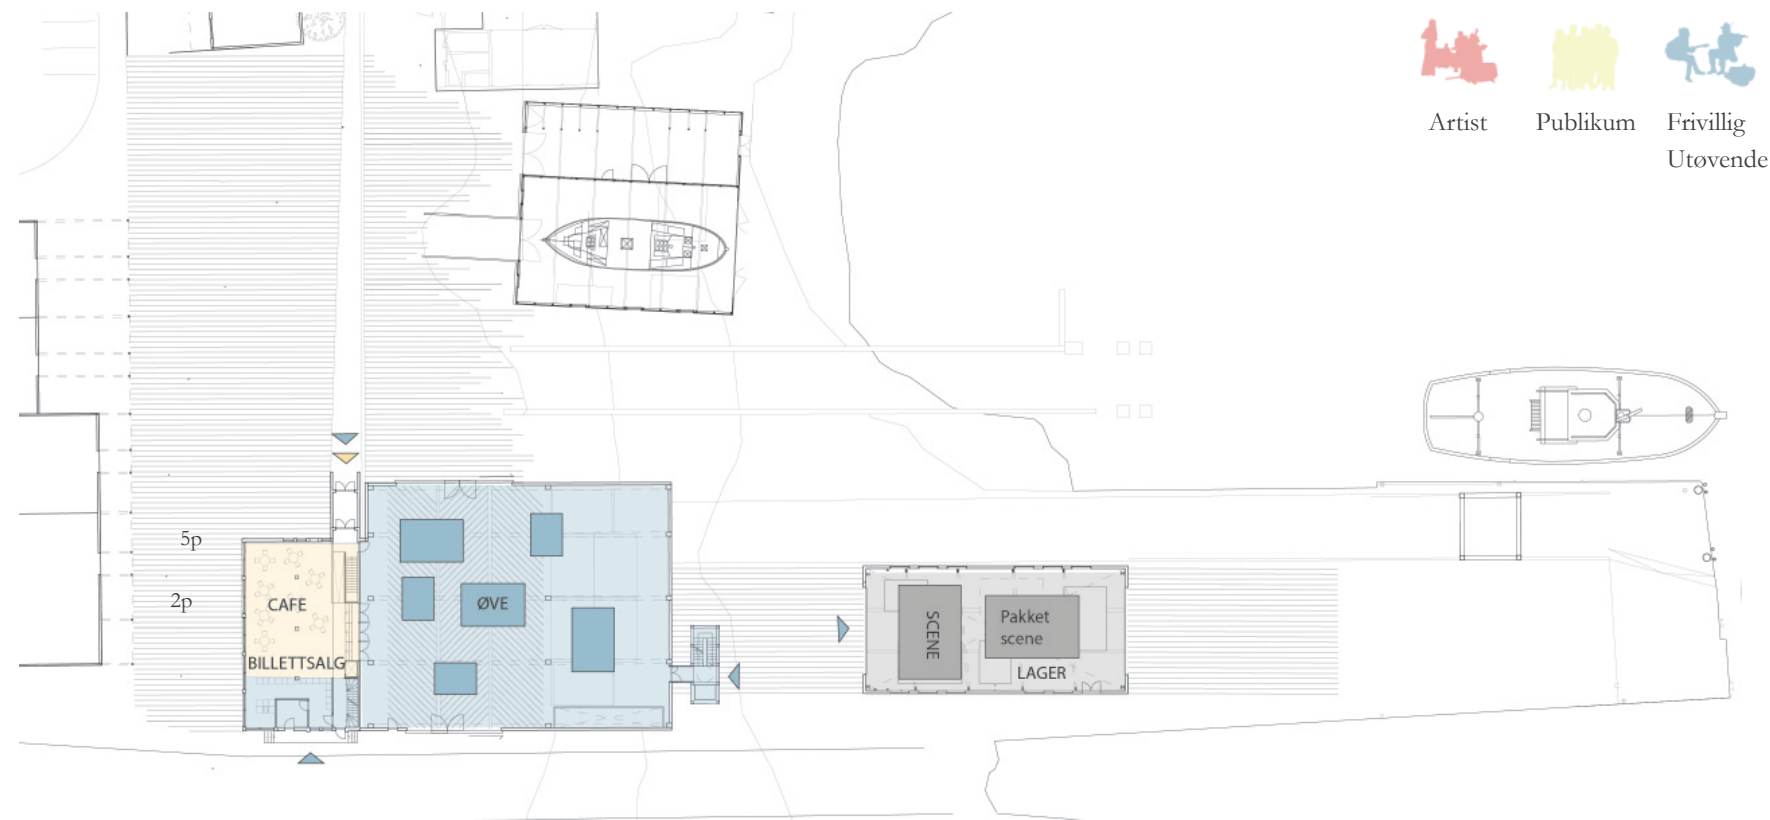 Artist
Publikum
Frivillig
Utøvende
5p
2p
CAFE
BILLETTSALG
ØVE
SCENE
Pakket
scene
LAGER